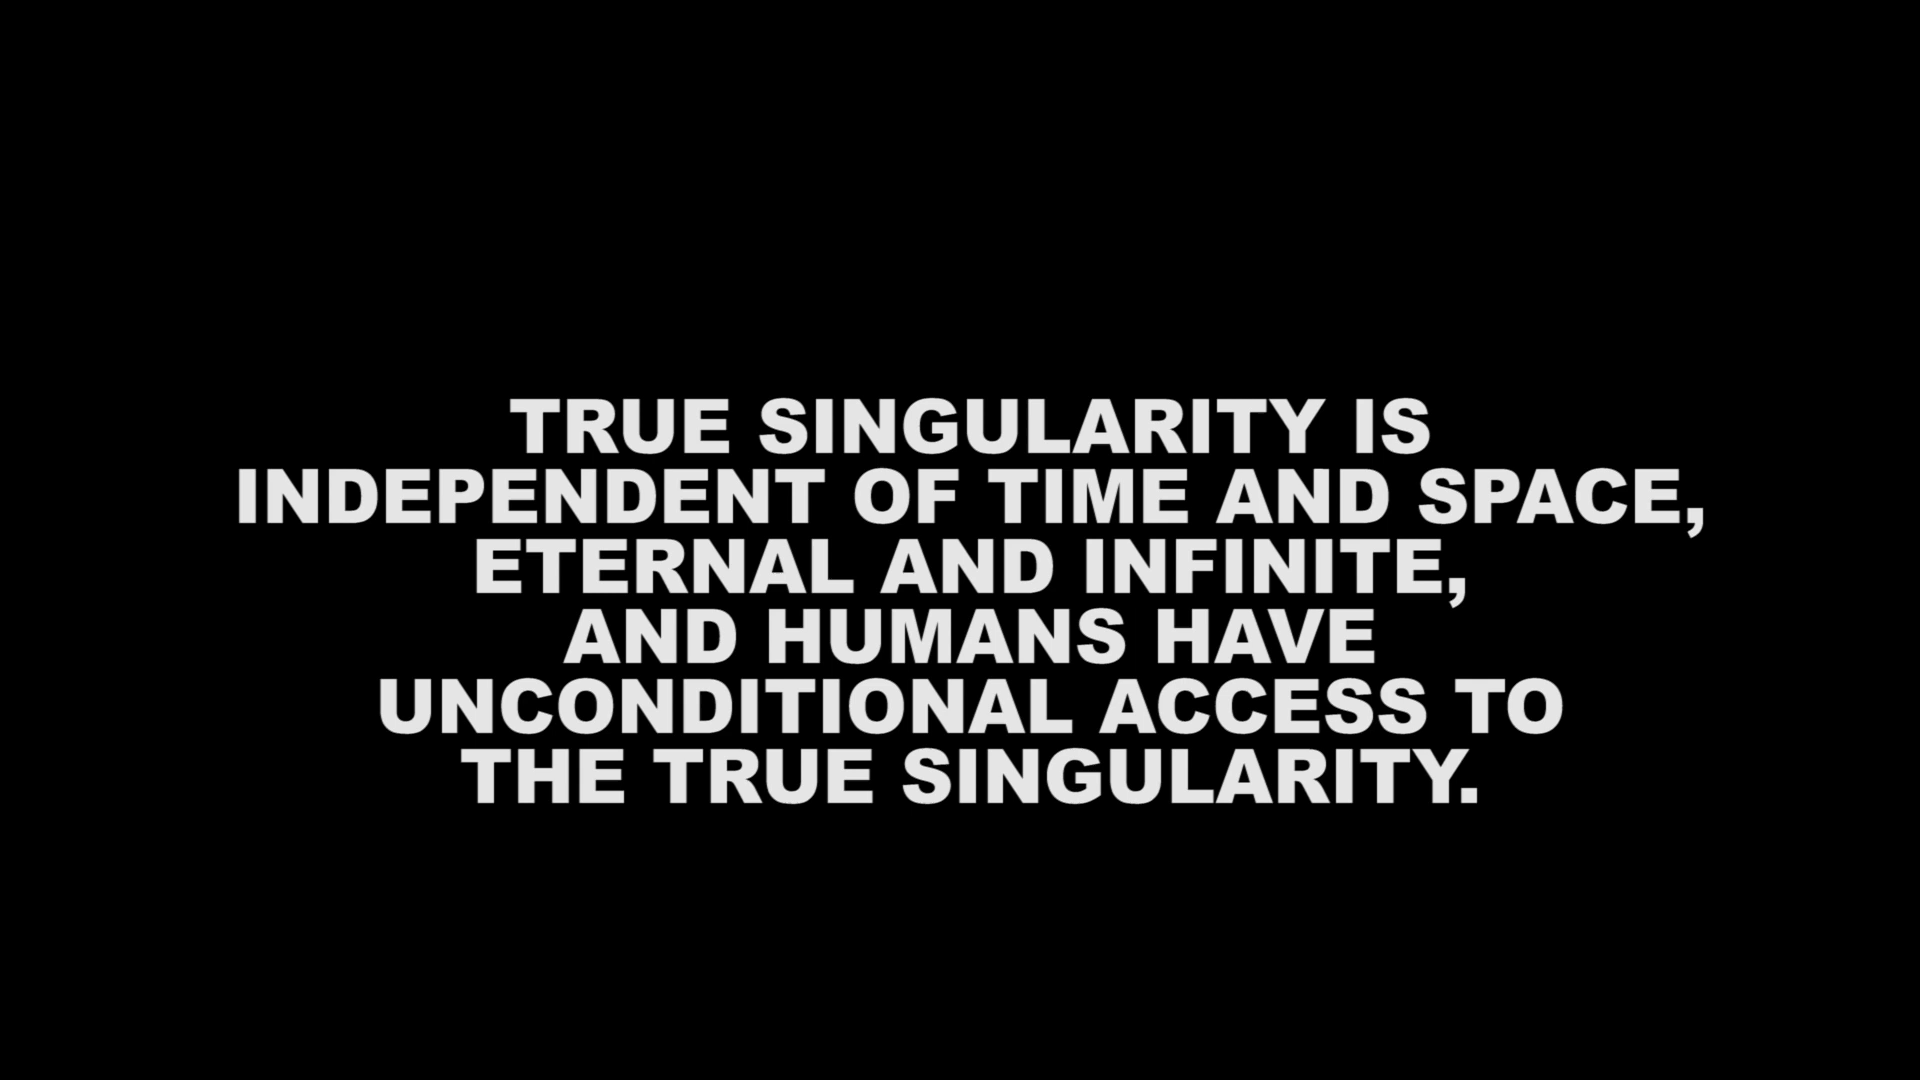 TRUE SINGULARITY IS
INDEPENDENT OF TIME AND SPACE,
ETERNAL AND INFINITE,
AND HUMANS HAVE
UNCONDITIONAL ACCESS TO
THE TRUE SINGULARITY.